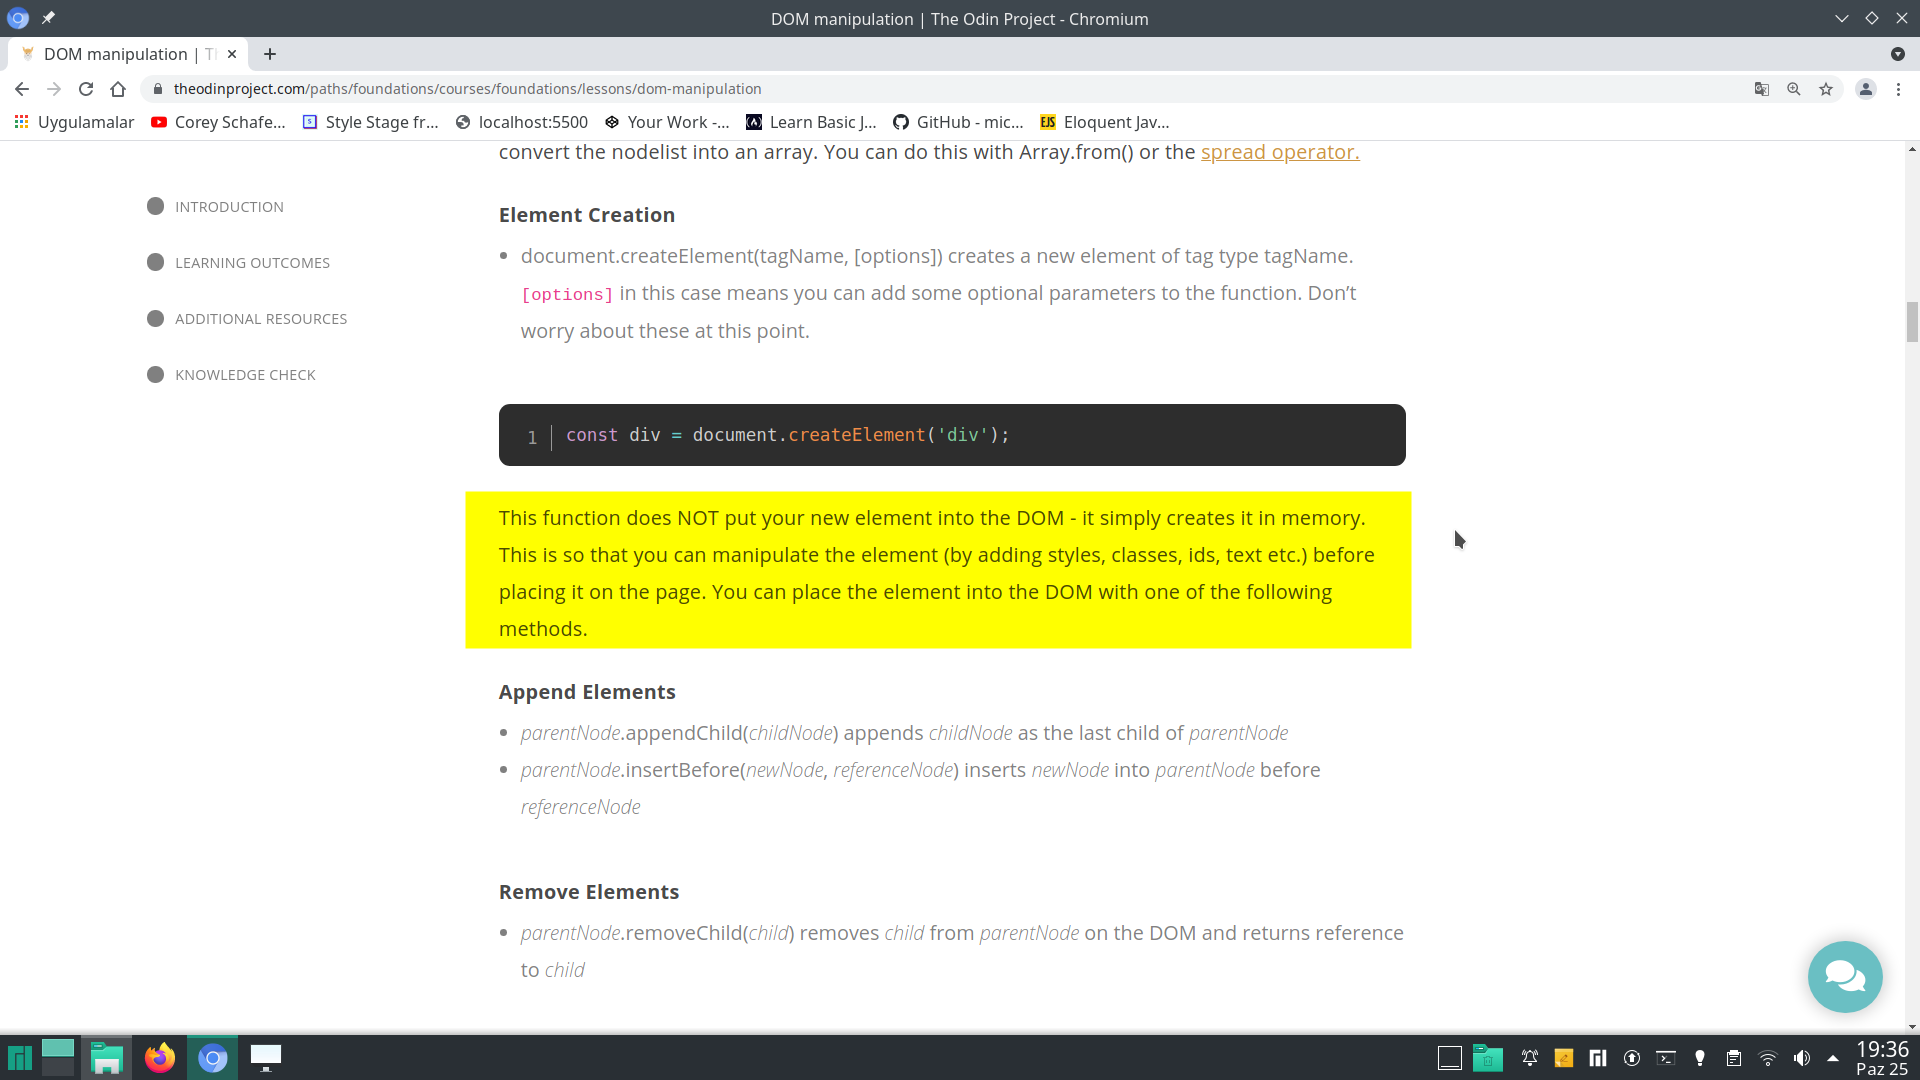 DOM manipulation | The Odin Project - Chromium
DOM manipulation | T
theodinproject.com/paths/foundations/courses/foundations/lessons/dom-manipulation
Uygulamalar
Corey Schafe...
Style Stage fr...
localhost:5500
Your Work -...
Learn Basic J...
GitHub - mic...
EJS
Eloquent Jav...
convert the nodelist into an array. You can do this with Array.from() or the spread operator.
INTRODUCTION
LEARNING OUTCOMES
ADDITIONAL RESOURCES
KNOWLEDGE CHECK
Element Creation
• document.createElement(tagName, [options]) creates a new element of tag type tagName.
[options] in this case means you can add some optional parameters to the function. Don’t
worry about these at this point.
1 const div = document.createElement('div');
This function does NOT put your new element into the DOM - it simply creates it in memory.
This is so that you can manipulate the element (by adding styles, classes, ids, text etc.) before
placing it on the page. You can place the element into the DOM with one of the following
methods.
Append Elements
• parentNode.appendChild(childNode) appends childNode as the last child of parentNode
• parentNode.insertBefore(newNode, referenceNode) inserts newNode into parentNode before
referenceNode
Remove Elements
• parentNode.removeChild(child) removes child from parentNode on the DOM and returns reference
to child
19:36
Paz 25